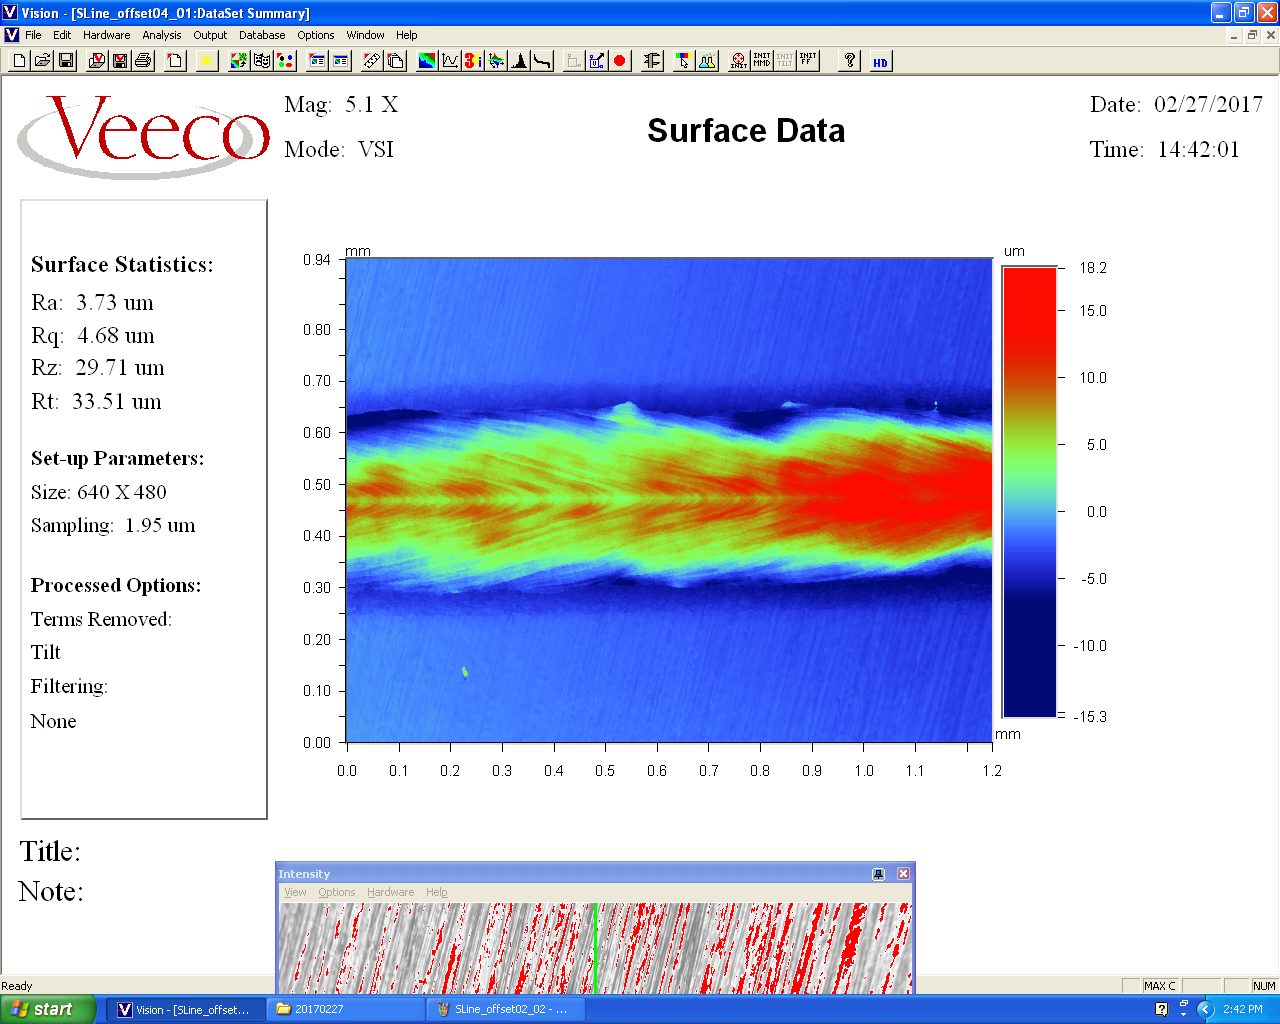 Vision - [SLine_offset04_01:DataSet Summary]
File Edit Hardware Analysis Output Database Options Window Help
INIT INIT MMD INIT TILT INIT FF ? HD
Veeco
Mag: 5.1 X
Mode: VSI
Surface Data
Date: 02/27/2017
Time: 14:42:01
Surface Statistics:
Ra: 3.73 um
Rq: 4.68 um
Rz: 29.71 um
Rt: 33.51 um
Set-up Parameters:
Size: 640 X 480
Sampling: 1.95 um
Processed Options:
Terms Removed:
Tilt
Filtering:
None
mm
0.94
0.80
0.70
0.60
0.50
0.40
0.30
0.20
0.10
0.00
0.0 0.1 0.2 0.3 0.4 0.5 0.6 0.7 0.8 0.9 1.0 1.1 1.2
mm
um
18.2
15.0
10.0
5.0
0.0
-5.0
-10.0
-15.3
Title:
Note:
Intensity
View Options Hardware Help
Ready
MAX C
NUM
start
Vision - [SLine_offset...
20170227
SLine_offset02_02 - ...
2:42 PM